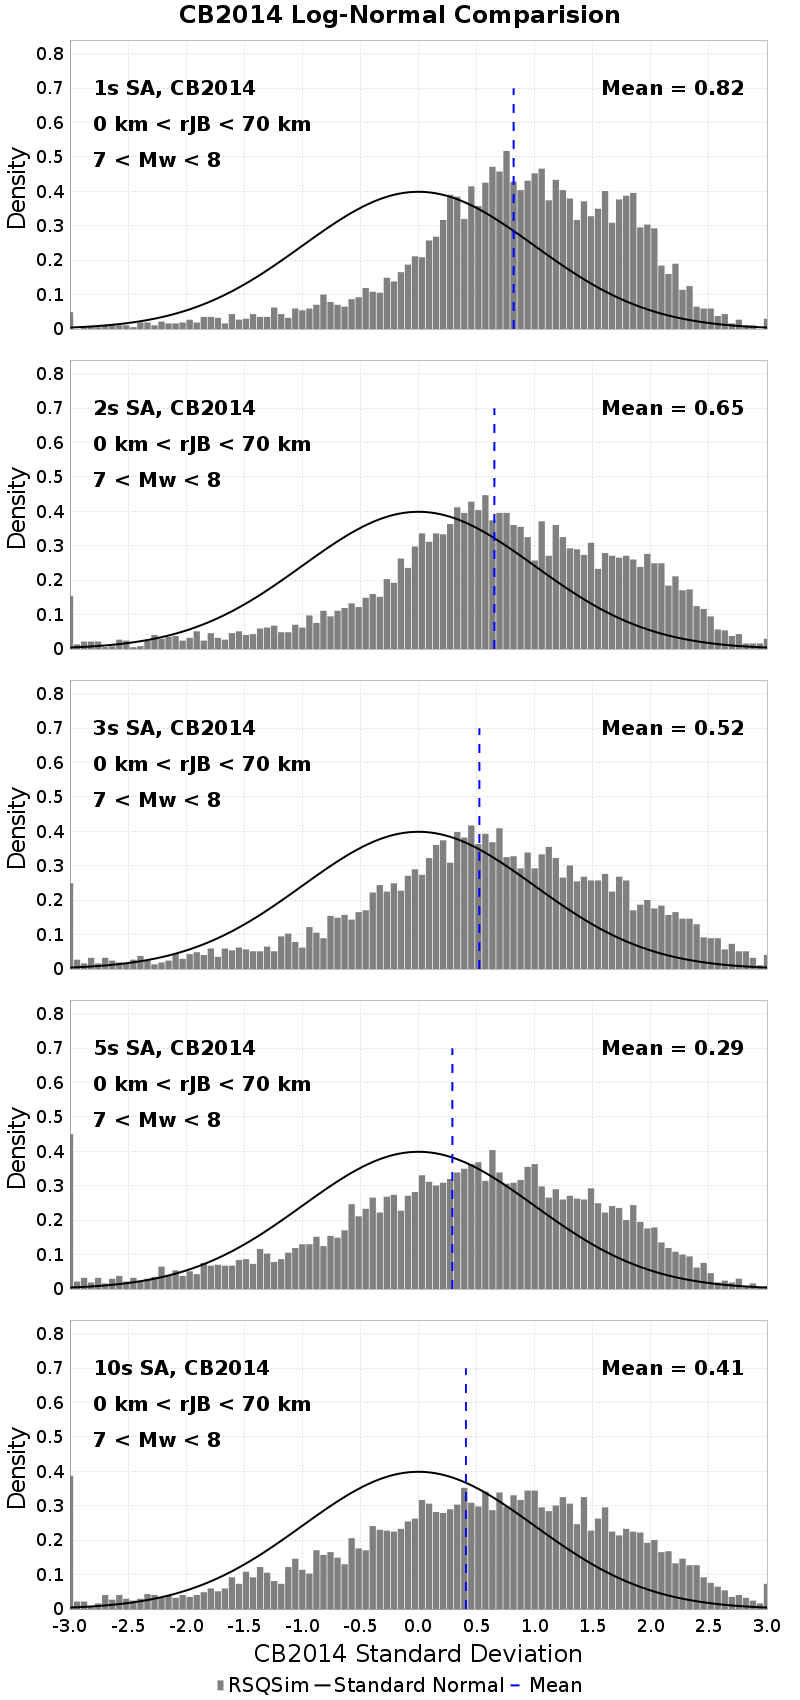 CB2014 Log-Normal Comparision
0.8
0.7
0.6
0.5
0.4
0.3
0.2
0.1
0
Density
1s SA, CB2014
0 km < rJB < 70 km
7 < Mw < 8
Mean = 0.82
0.8
0.7
0.6
0.5
0.4
0.3
0.2
0.1
0
Density
2s SA, CB2014
0 km < rJB < 70 km
7 < Mw < 8
Mean = 0.65
0.8
0.7
0.6
0.5
0.4
0.3
0.2
0.1
0
Density
3s SA, CB2014
0 km < rJB < 70 km
7 < Mw < 8
Mean = 0.52
0.8
0.7
0.6
0.5
0.4
0.3
0.2
0.1
0
Density
5s SA, CB2014
0 km < rJB < 70 km
7 < Mw < 8
Mean = 0.29
0.8
0.7
0.6
0.5
0.4
0.3
0.2
0.1
0
Density
10s SA, CB2014
0 km < rJB < 70 km
7 < Mw < 8
Mean = 0.41
-3.0 -2.5 -2.0 -1.5 -1.0 -0.5 0.0 0.5 1.0 1.5 2.0 2.5 3.0
CB2014 Standard Deviation
RSQSim Standard Normal Mean